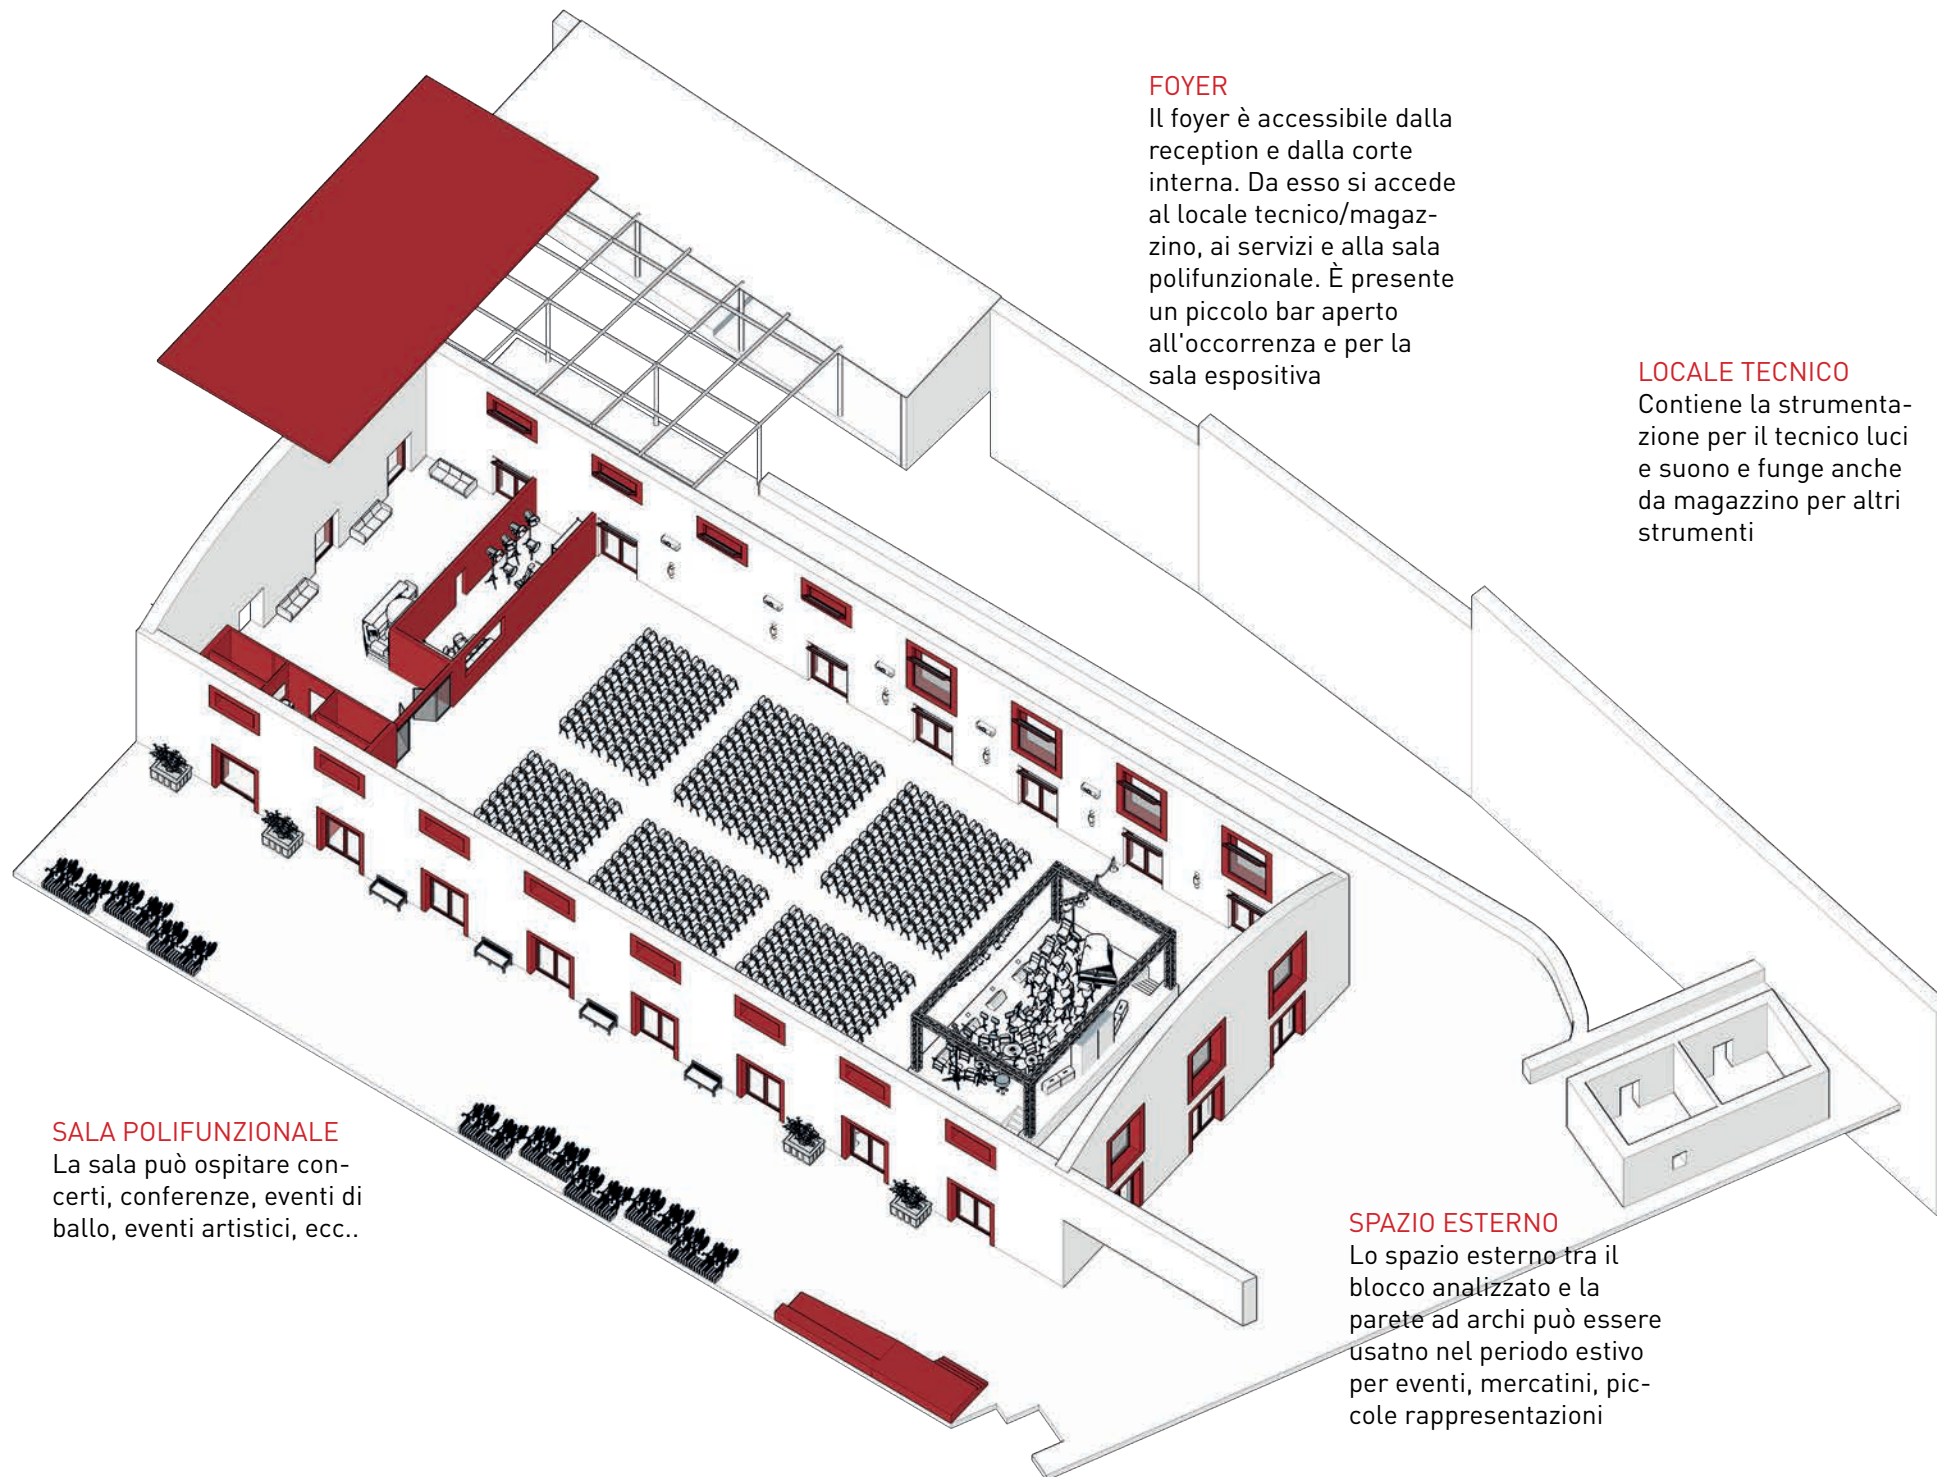 FOYER
Il foyer è accessibile dalla
reception e dalla corte
interna. Da esso si accede
al locale tecnico/magaz-
zino, ai servizi e alla sala
polifunzionale. È presente
un piccolo bar aperto
all'occorrenza e per la
sala espositiva
LOCALE TECNICO
Contiene la strumenta-
zione per il tecnico luci
e suono e funge anche
da magazzino per altri
strumenti
SALA POLIFUNZIONALE
La sala può ospitare con-
certi, conferenze, eventi di
ballo, eventi artistici, ecc..
SPAZIO ESTERNO
Lo spazio esterno tra il
blocco analizzato e la
parete ad archi può essere
usatno nel periodo estivo
per eventi, mercatini, pic-
cole rappresentazioni